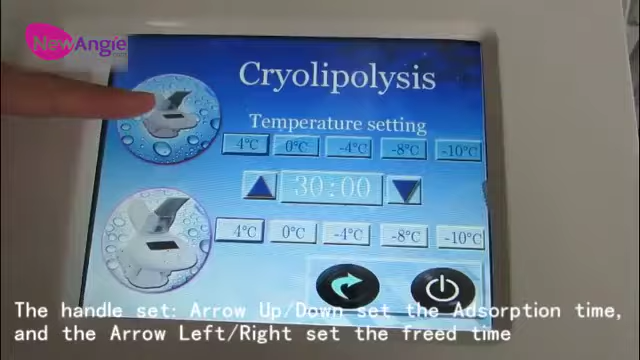 NewAngie
Cryolipolysis
Temperature setting
4°C 0°C -4°C -8°C -10°C
30:00
4°C 0°C -4°C -8°C -10°C
The handle set: Arrow Up/Down set the Adsorption time,
and the Arrow Left/Right set the freed time